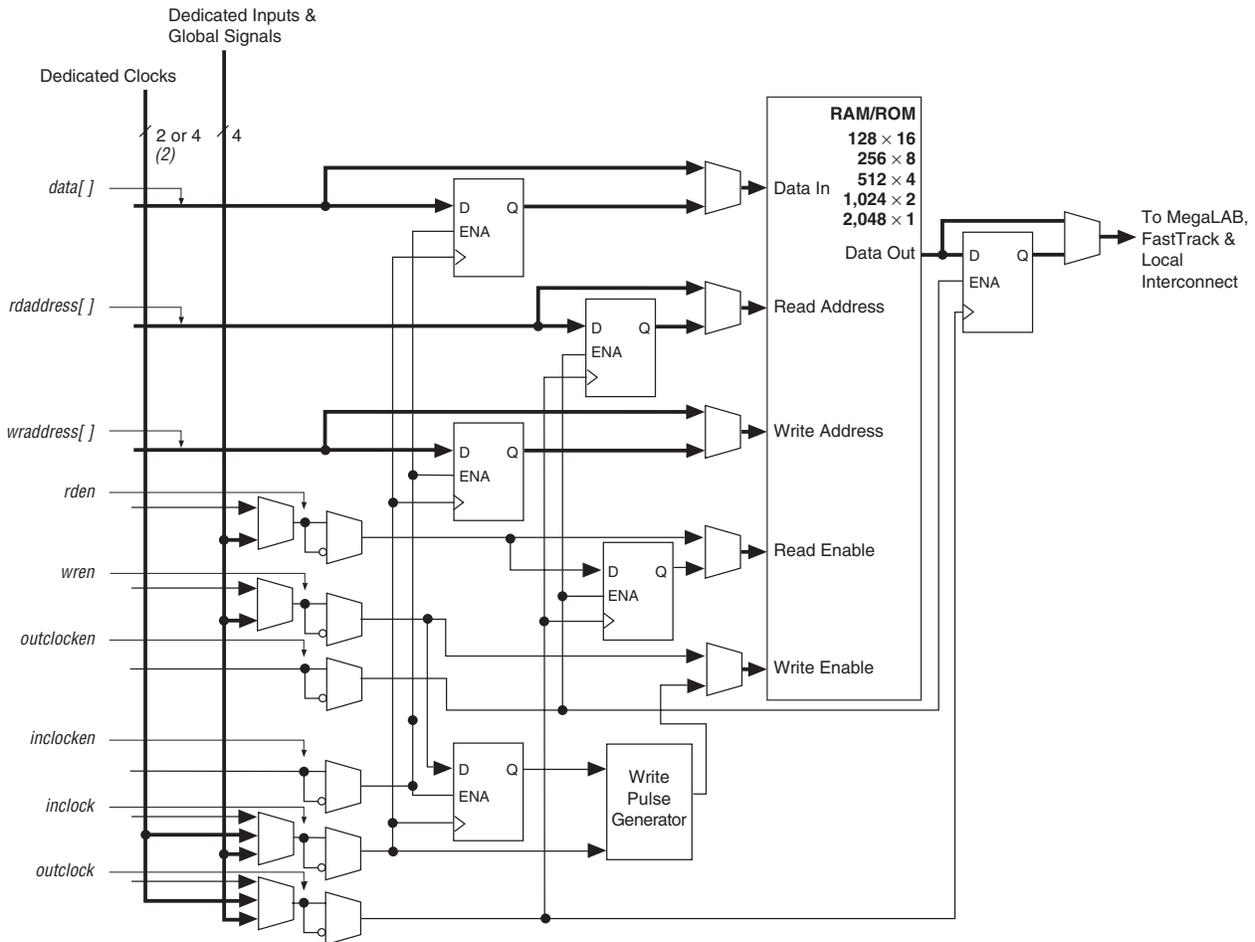 Dedicated Inputs &
Global Signals
Dedicated Clocks
2 or 4
(2)
4
data[ ]
rdaddress[ ]
wraddress[ ]
rden
wren
outclocken
inclocken
inclock
outclock
D
Q
ENA
D
Q
ENA
D
Q
ENA
D
Q
ENA
D
Q
ENA
Write
Pulse
Generator
RAM/ROM
128 × 16
256 × 8
512 × 4
1,024 × 2
2,048 × 1
Data In
Data Out
Read Address
Write Address
Read Enable
Write Enable
D
Q
ENA
To MegaLAB,
FastTrack &
Local
Interconnect